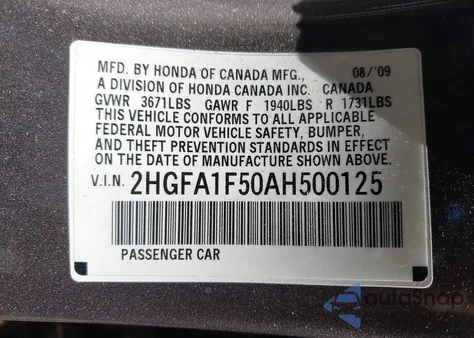 MFD. BY HONDA OF CANADA MFG., 08/'09
A DIVISION OF HONDA CANADA INC. CANADA
GVWR 3671LBS GAWR F 1940LBS R 1731LBS
THIS VEHICLE CONFORMS TO ALL APPLICABLE
FEDERAL MOTOR VEHICLE SAFETY, BUMPER,
AND THEFT PREVENTION STANDARDS IN EFFECT
ON THE DATE OF MANUFACTURE SHOWN ABOVE.
V.I.N. 2HGFA1F50AH500125
PASSENGER CAR
autoSnap